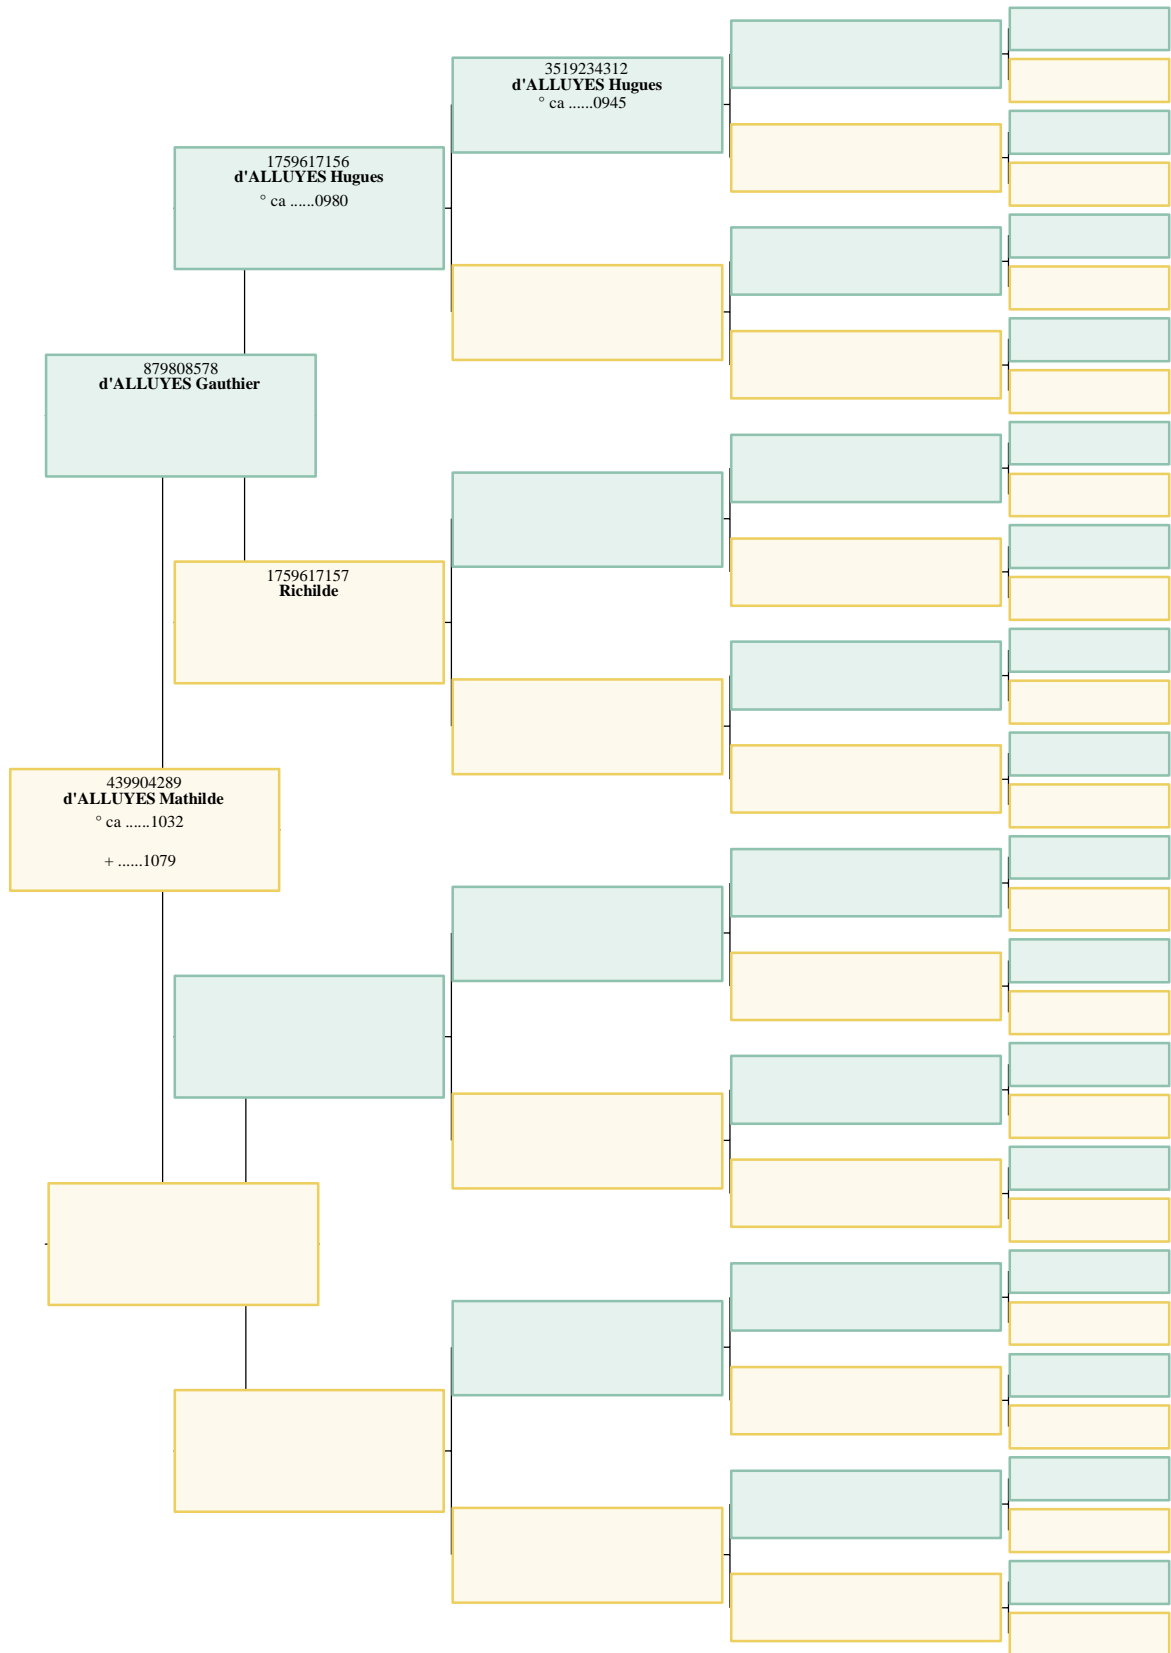 3519234312
d'ALLUYES Hugues
° ca ......0945
1759617156
d'ALLUYES Hugues
° ca ......0980
879808578
d'ALLUYES Gauthier
1759617157
Richilde
439904289
d'ALLUYES Mathilde
° ca ......1032
+ ......1079